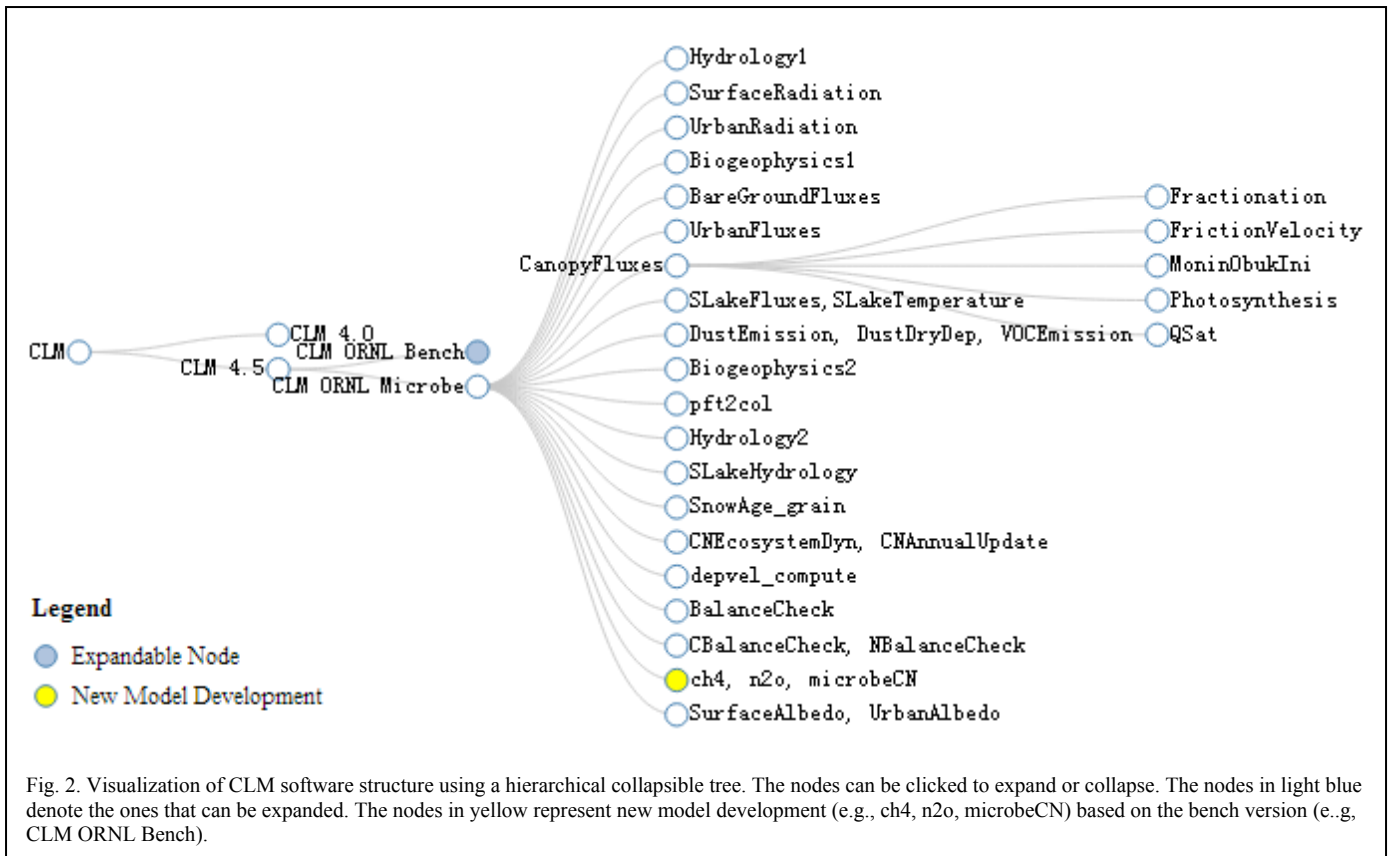 Hydrology1
SurfaceRadiation
UrbanRadiation
Biogeophysics1
BareGroundFluxes
UrbanFluxes
CanopyFluxes
SLakeFluxes, SLakeTemperature
DustEmission, DustDryDep, VOCEmission
Biogeophysics2
pft2col
Hydrology2
SLakeHydrology
SnowAge_grain
CNEcosystemDyn, CNAnnualUpdate
depvel_compute
BalanceCheck
CBalanceCheck, NBalanceCheck
ch4, n2o, microbeCN
SurfaceAlbedo, UrbanAlbedo
Fractionation
FrictionVelocity
MoninObukIni
Photosynthesis
QSat
CLM
CLM 4.0
CLM ORNL Bench
CLM 4.5
CLM ORNL Microbe
Legend
Expandable Node
New Model Development
Fig. 2. Visualization of CLM software structure using a hierarchical collapsible tree. The nodes can be clicked to expand or collapse. The nodes in light blue
denote the ones that can be expanded. The nodes in yellow represent new model development (e.g., ch4, n2o, microbeCN) based on the bench version (e..g,
CLM ORNL Bench).